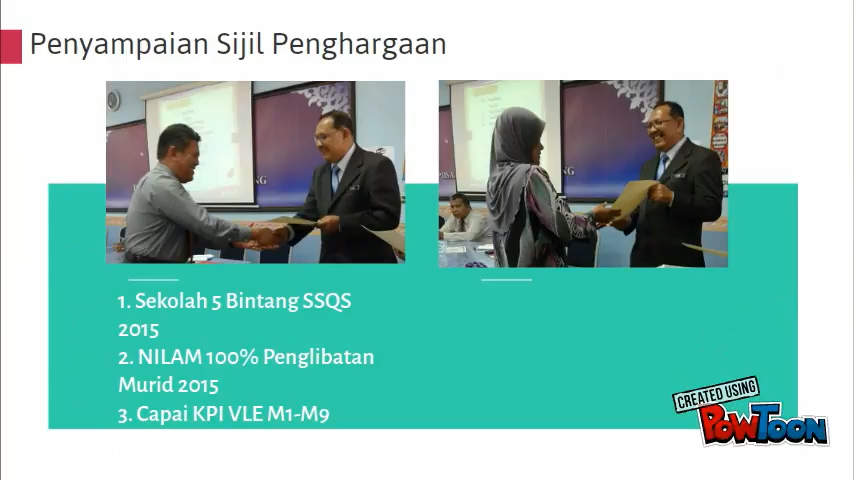 Penyampaian Sijil Penghargaan
1. Sekolah 5 Bintang SSQS
2015
2. NILAM 100% Penglibatan
Murid 2015
3. Capai KPI VLE M1-M9
CREATED USING
POWTOON